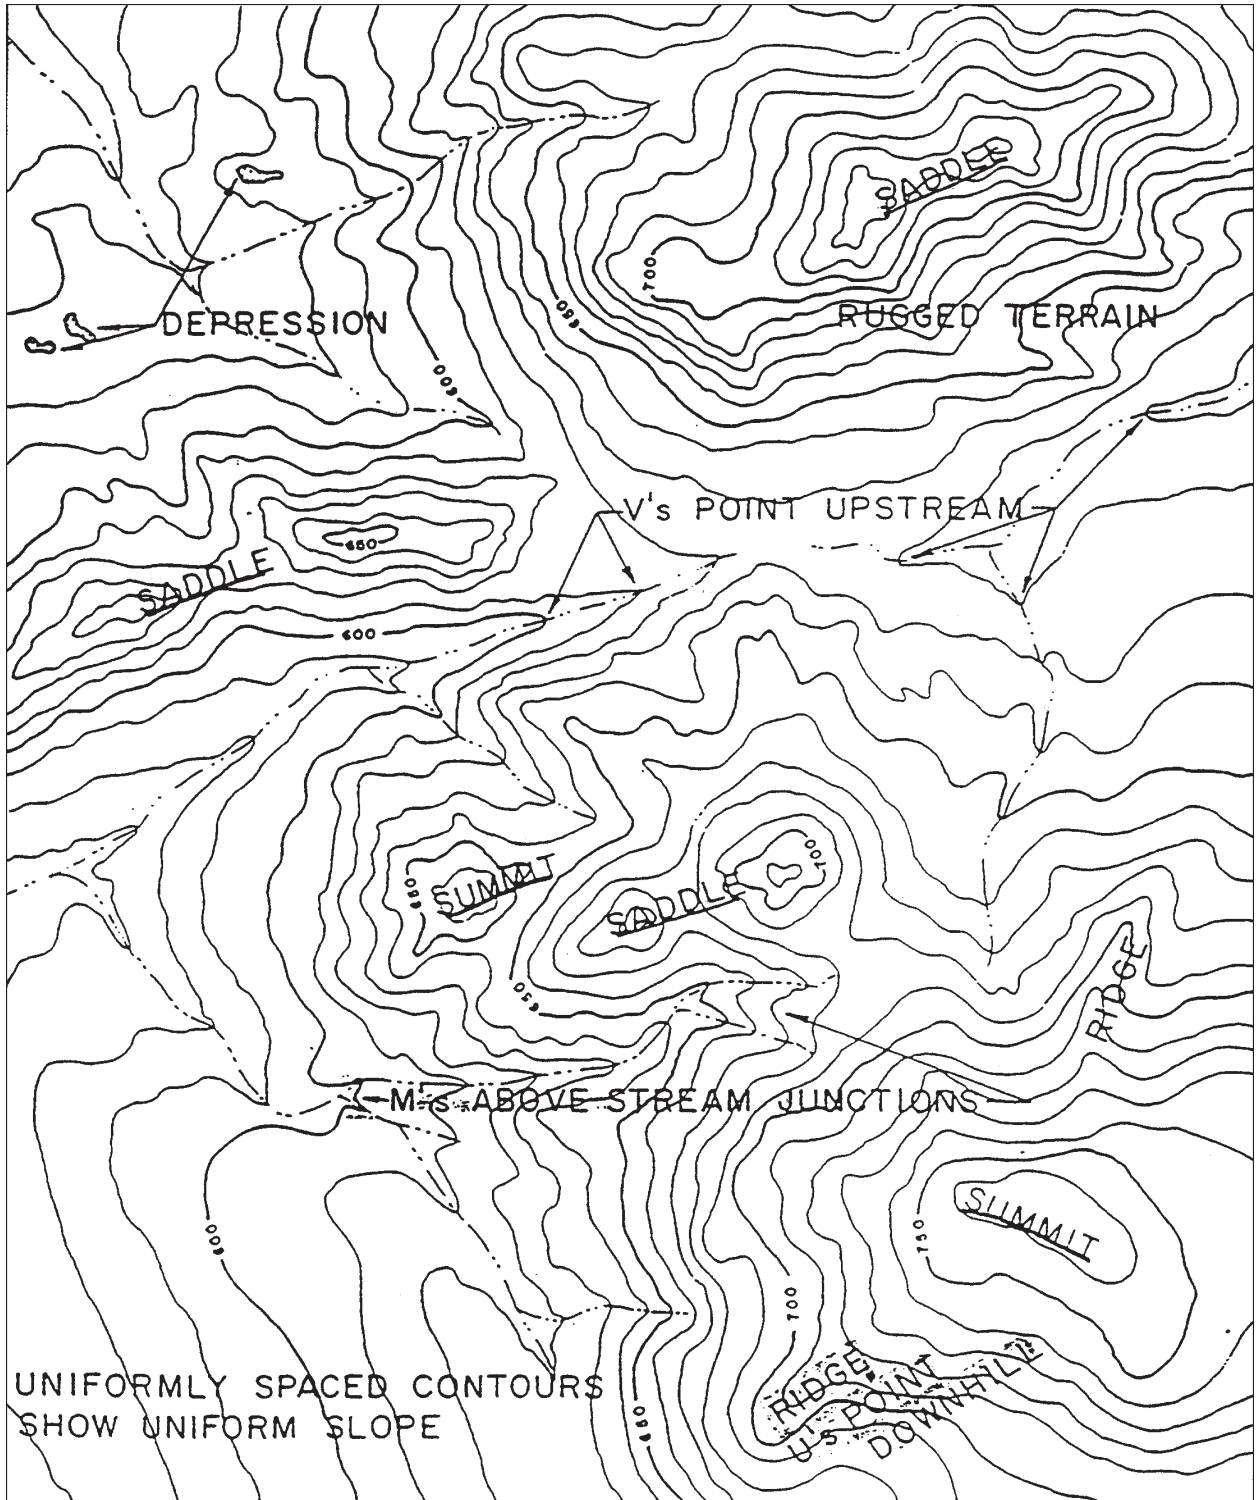 SADDLE
700
650
RUGGED TERRAIN
DEPRESSION
600
V's POINT UPSTREAM
650
SADDLE
600
700
650
SUMMIT
SADDLE
650
RIDGE
M's ABOVE STREAM JUNCTIONS
SUMMIT
750
600
700
RIDGE
U's POINT
DOWNHILL
UNIFORMLY SPACED CONTOURS
SHOW UNIFORM SLOPE
650